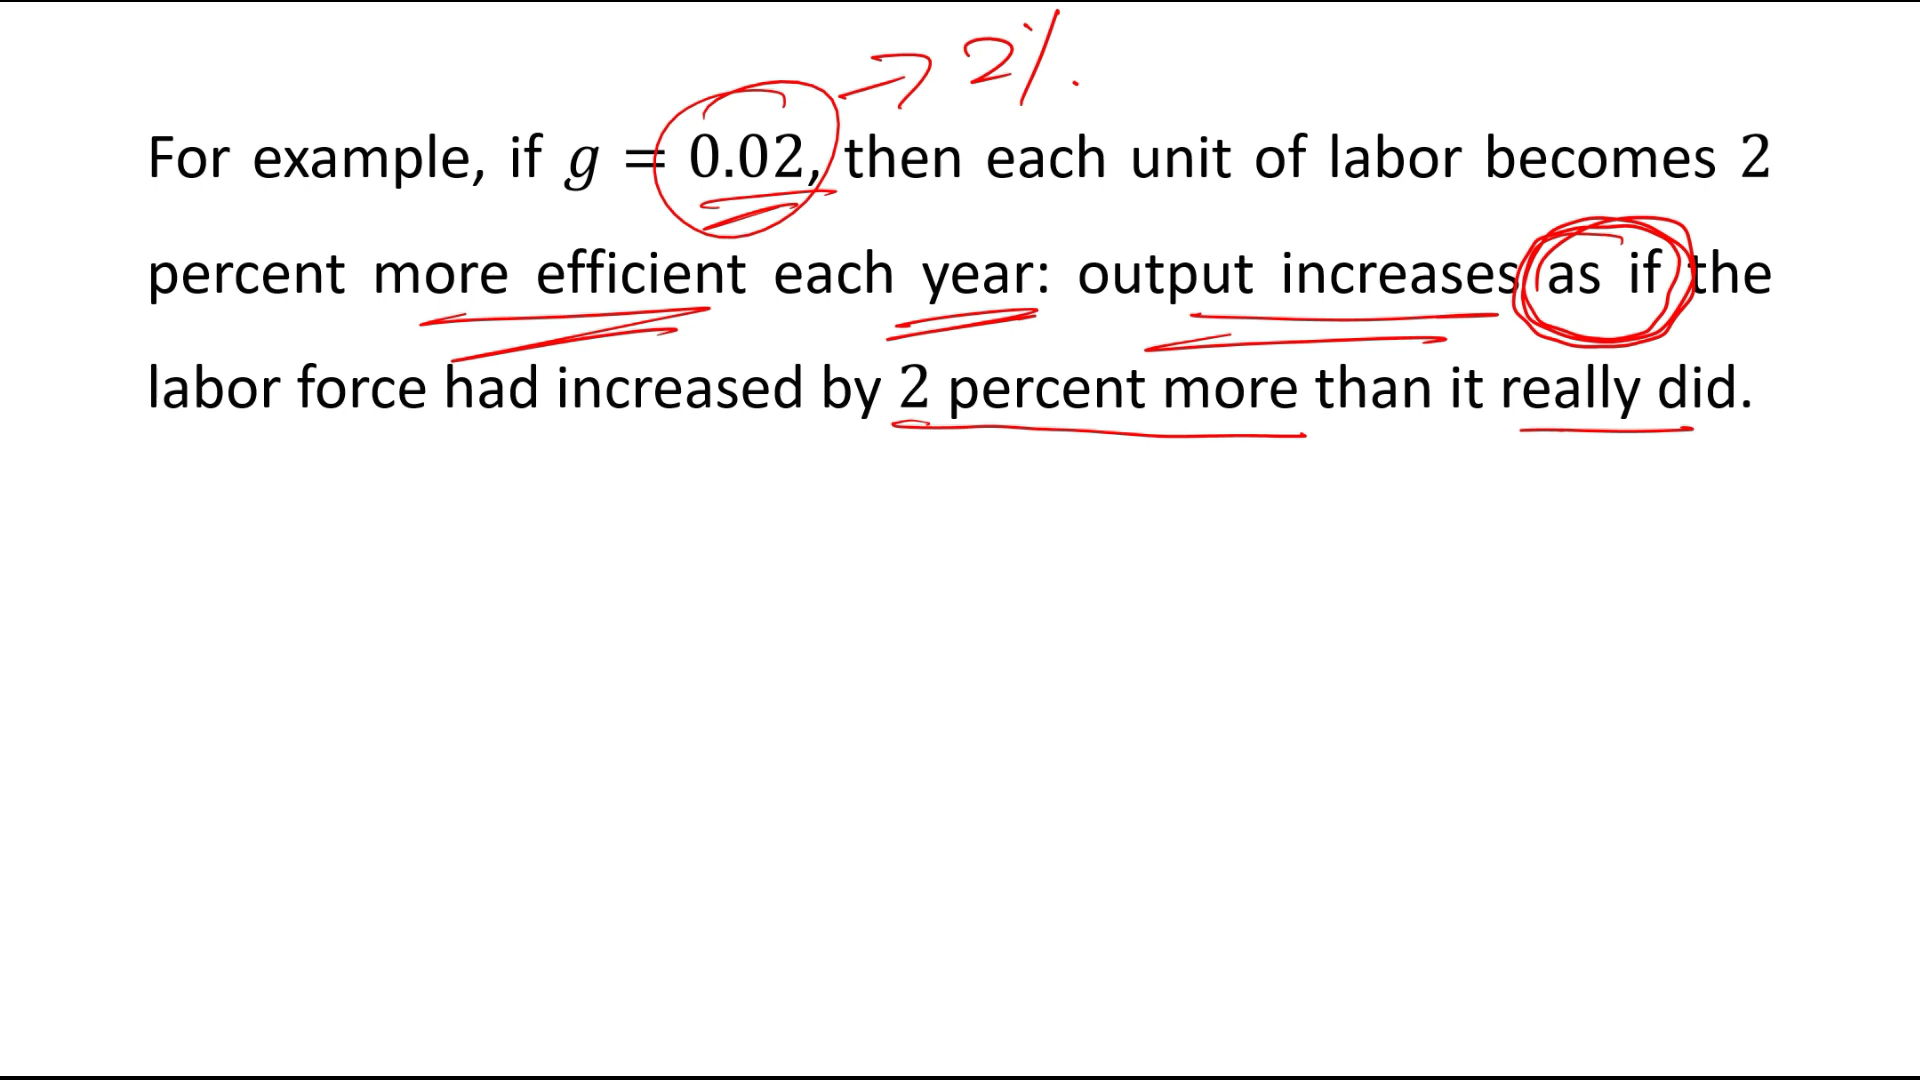 2%.
For example, if g = 0.02, then each unit of labor becomes 2
percent more efficient each year: output increases as if the
labor force had increased by 2 percent more than it really did.